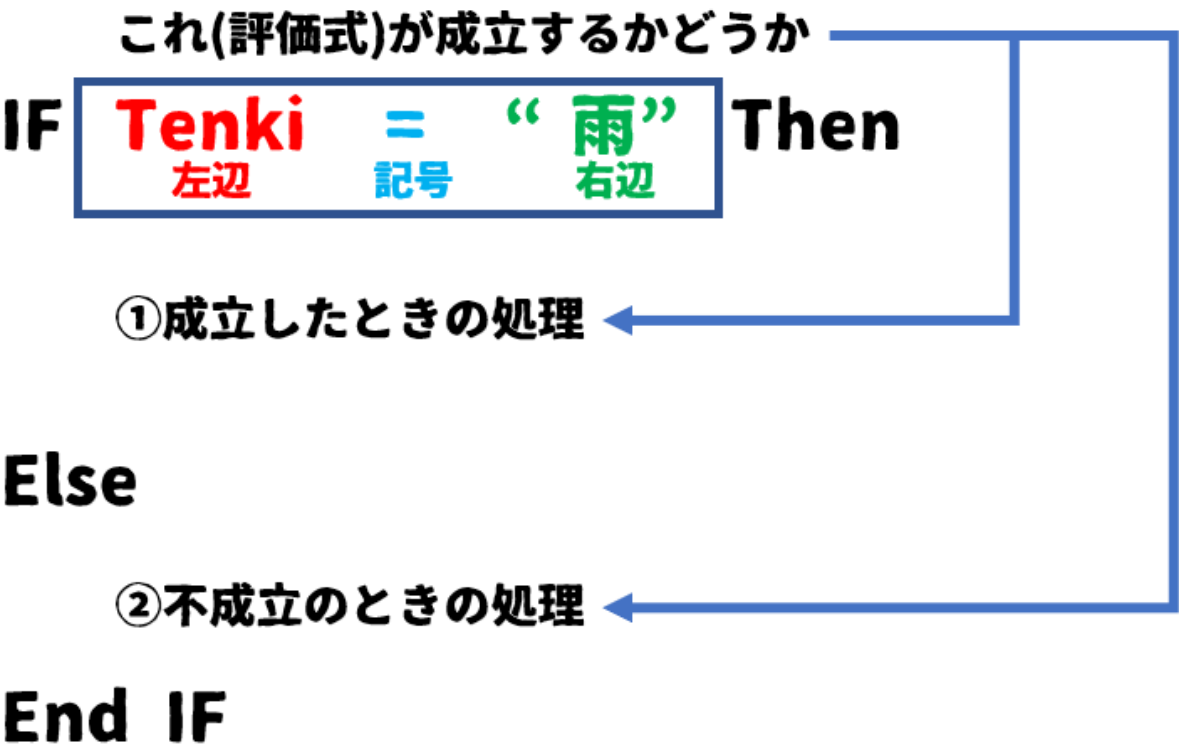 これ(評価式)が成立するかどうか
IF Tenki = “ 雨” Then
左辺 記号 右辺
①成立したときの処理
Else
②不成立のときの処理
End IF